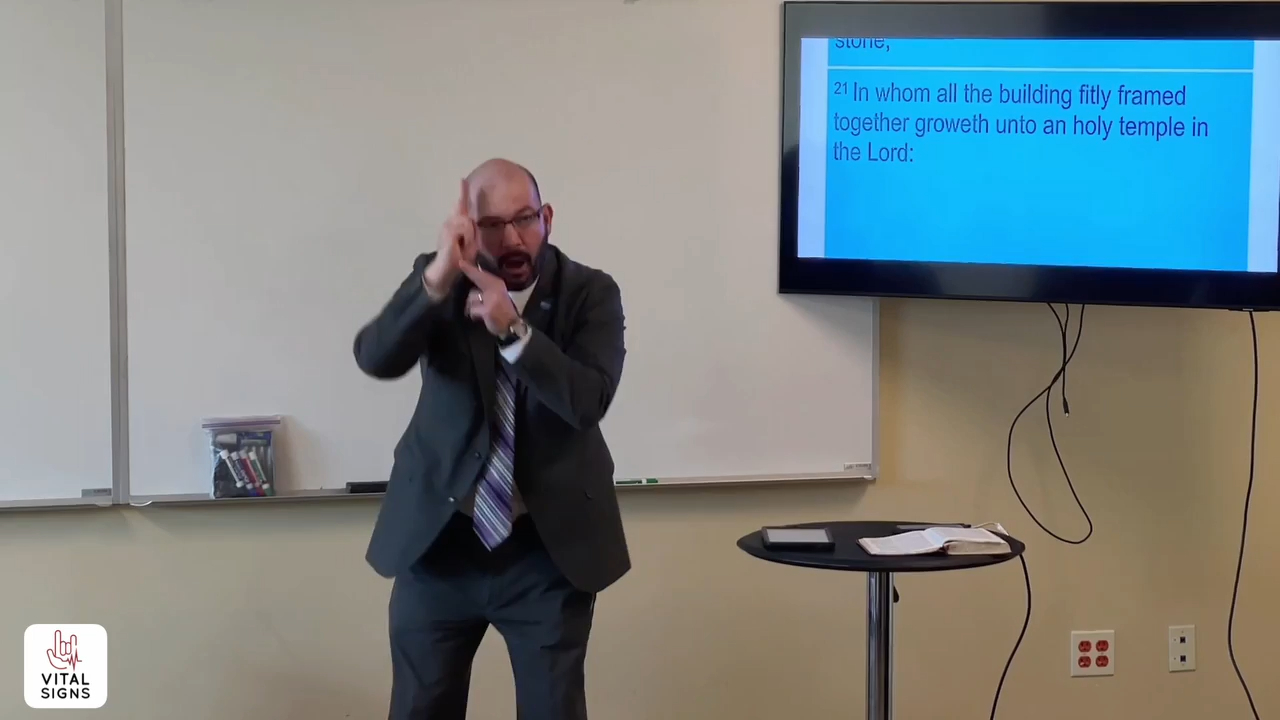 stone,
21 In whom all the building fitly framed
together groweth unto an holy temple in
the Lord:
VITAL
SIGNS